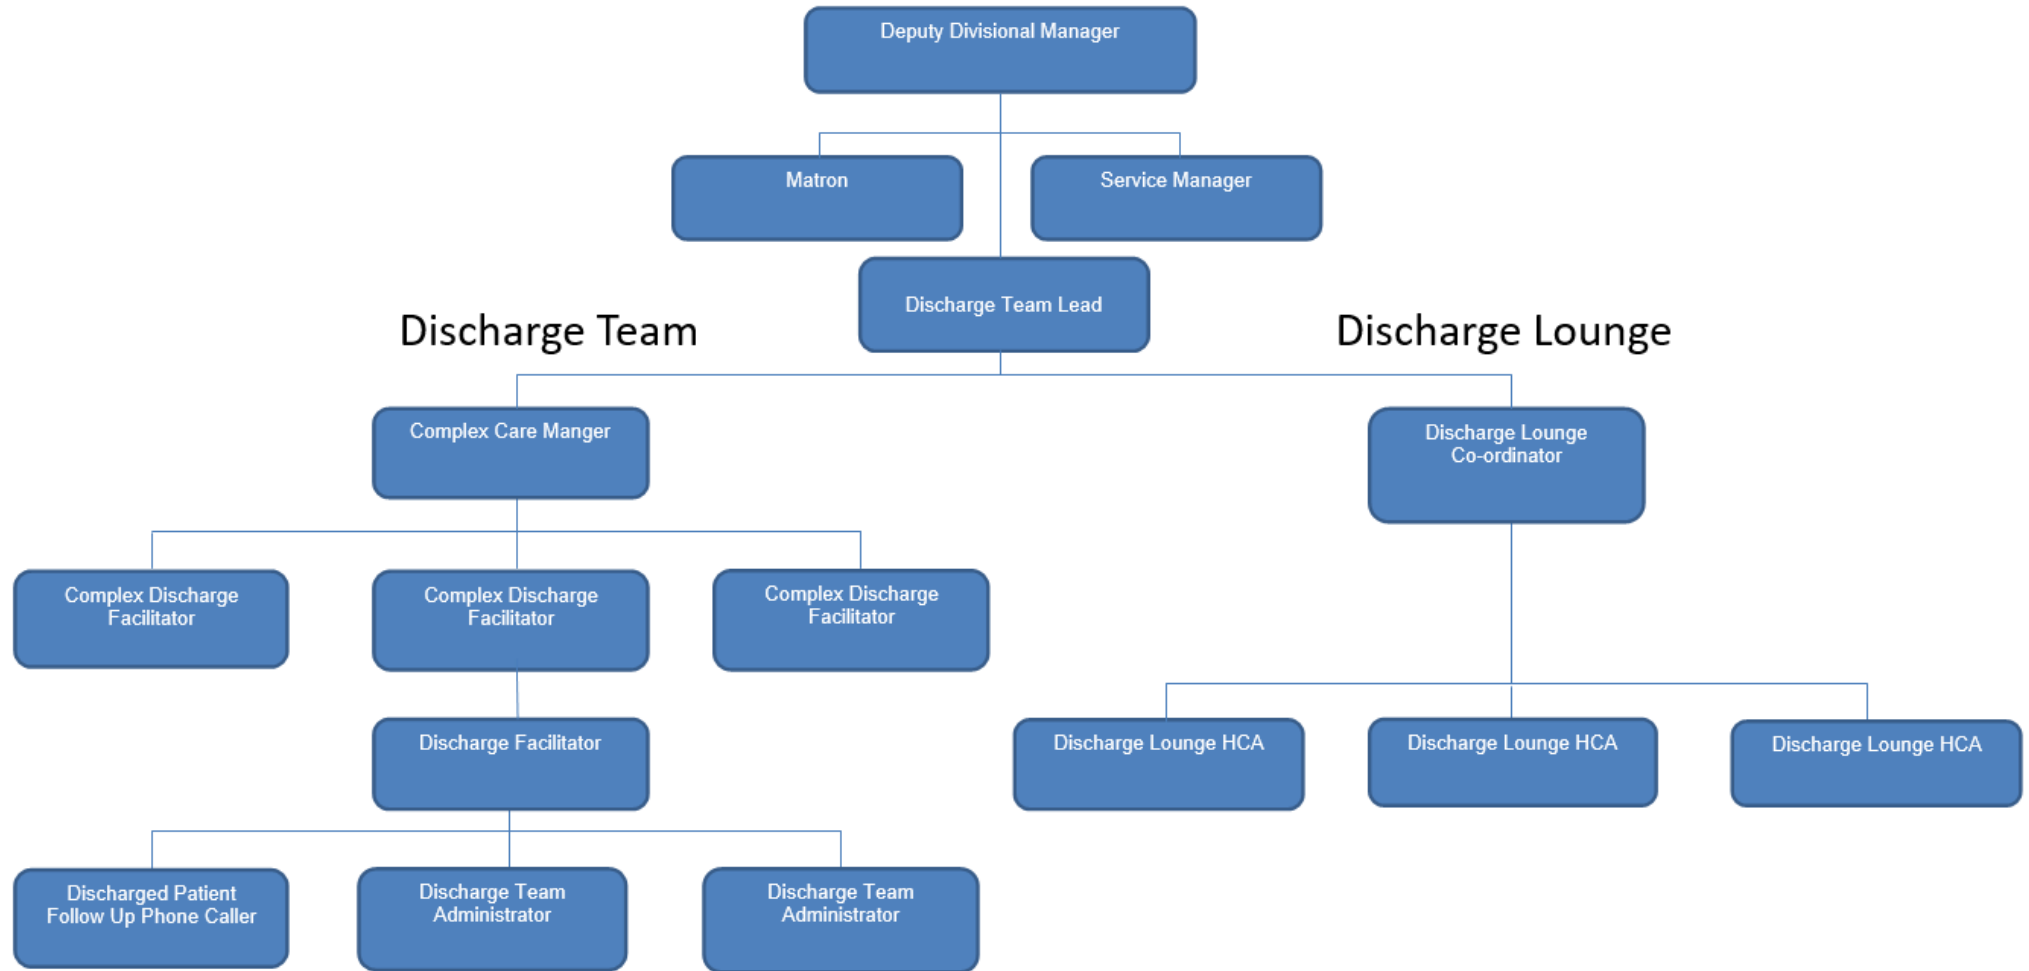 Deputy Divisional Manager
Matron
Service Manager
Discharge Team Lead
Discharge Team
Discharge Lounge
Complex Care Manger
Discharge Lounge
Co-ordinator
Complex Discharge
Facilitator
Complex Discharge
Facilitator
Complex Discharge
Facilitator
Discharge Facilitator
Discharge Lounge HCA
Discharge Lounge HCA
Discharge Lounge HCA
Discharged Patient
Follow Up Phone Caller
Discharge Team
Administrator
Discharge Team
Administrator